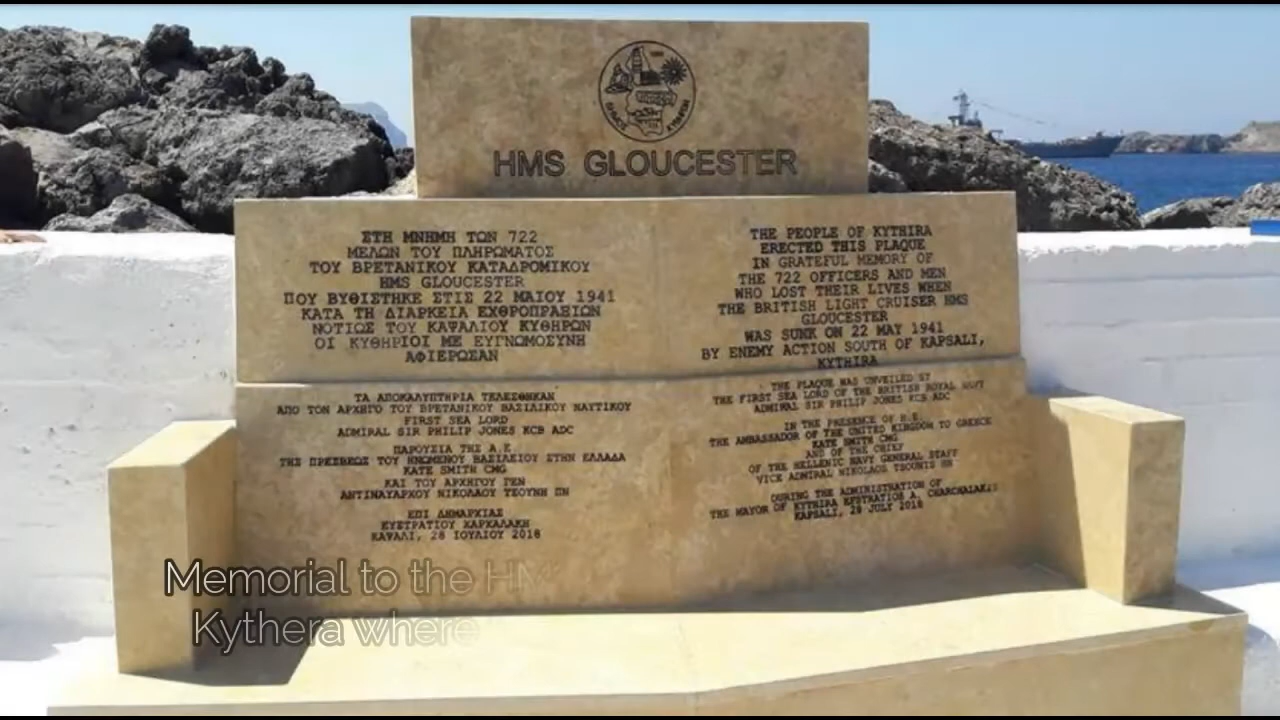 ΔΗΜΟΣ ΚΥΘΗΡΩΝ
HMS GLOUCESTER
ΣΤΗ ΜΝΗΜΗ ΤΩΝ 722
ΜΕΛΩΝ ΤΟΥ ΠΛΗΡΩΜΑΤΟΣ
ΤΟΥ ΒΡΕΤΑΝΙΚΟΥ ΚΑΤΑΔΡΟΜΙΚΟΥ
HMS GLOUCESTER
ΠΟΥ ΒΥΘΙΣΤΗΚΕ ΣΤΙΣ 22 ΜΑΙΟΥ 1941
ΚΑΤΑ ΤΗ ΔΙΑΡΚΕΙΑ ΕΧΘΡΟΠΡΑΞΙΩΝ
ΝΟΤΙΩΣ ΤΟΥ ΚΑΨΑΛΙΟΥ ΚΥΘΗΡΩΝ
ΟΙ ΚΥΘΗΡΙΟΙ ΜΕ ΕΥΓΝΩΜΟΣΥΝΗ
ΑΦΙΕΡΩΣΑΝ
THE PEOPLE OF KYTHIRA
ERECTED THIS PLAQUE
IN GRATEFUL MEMORY OF
THE 722 OFFICERS AND MEN
WHO LOST THEIR LIVES WHEN
THE BRITISH LIGHT CRUISER HMS
GLOUCESTER
WAS SUNK ON 22 MAY 1941
BY ENEMY ACTION SOUTH OF KAPSALI,
KYTHIRA
ΤΑ ΑΠΟΚΑΛΥΠΤΗΡΙΑ ΤΕΛΕΣΘΗΚΑΝ
ΑΠΟ ΤΟΝ ΑΡΧΗΓΟ ΤΟΥ ΒΡΕΤΑΝΙΚΟΥ ΒΑΣΙΛΙΚΟΥ ΝΑΥΤΙΚΟΥ
FIRST SEA LORD
ADMIRAL SIR PHILIP JONES KCB ADC
ΠΑΡΟΥΣΙΑ ΤΗΣ Α.Ε.
ΤΗΣ ΠΡΕΣΒΕΩΣ ΤΟΥ ΗΝΩΜΕΝΟΥ ΒΑΣΙΛΕΙΟΥ ΣΤΗΝ ΕΛΛΑΔΑ
KATE SMITH CMG
ΚΑΙ ΤΟΥ ΑΡΧΗΓΟΥ ΓΕΝ
ΑΝΤΙΝΑΥΑΡΧΟΥ ΝΙΚΟΛΑΟΥ ΤΣΟΥΝΗ ΠΝ
ΕΠΙ ΔΗΜΑΡΧΙΑΣ
ΕΥΣΤΡΑΤΙΟΥ ΧΑΡΧΑΛΑΚΗ
ΚΑΨΑΛΙ, 28 ΙΟΥΛΙΟΥ 2018
THE PLAQUE WAS UNVEILED BY
THE FIRST SEA LORD OF THE BRITISH ROYAL NAVY
ADMIRAL SIR PHILIP JONES KCB ADC
IN THE PRESENCE OF H.E.
THE AMBASSADOR OF THE UNITED KINGDOM TO GREECE
KATE SMITH CMG
AND OF THE CHIEF
OF THE HELLENIC NAVY GENERAL STAFF
VICE ADMIRAL NIKOLAOS TSOUNIS HN
DURING THE ADMINISTRATION OF
THE MAYOR OF KYTHIRA EFSTRATIOS A. CHARCHALAKIS
KAPSALI, 28 JULY 2018
Memorial to the HM
Kythera where